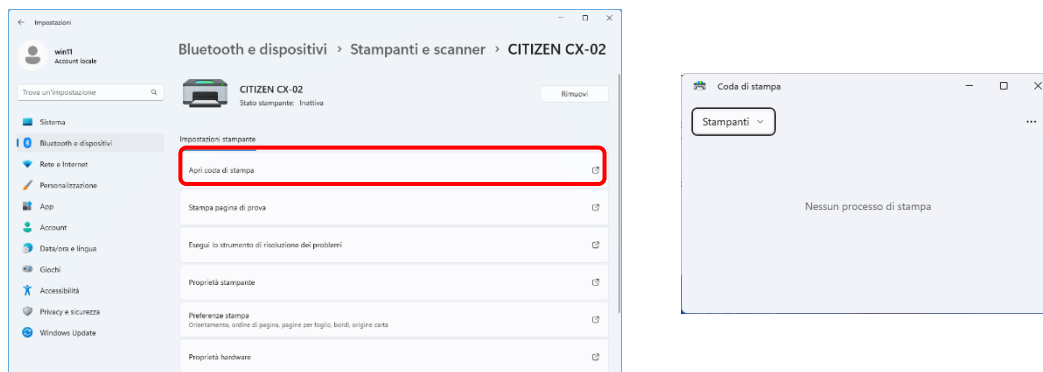 Impostazioni
win11
Account locale
Trova un'impostazione
Sistema
Bluetooth e dispositivi
Rete e Internet
Personalizzazione
App
Account
Data/ora e lingua
Giochi
Accessibilità
Privacy e sicurezza
Windows Update
Bluetooth e dispositivi > Stampanti e scanner > CITIZEN CX-02
CITIZEN CX-02
Stato stampante: Inattiva
Rimuovi
Impostazioni stampante
Apri coda di stampa
Stampa pagina di prova
Esegui lo strumento di risoluzione dei problemi
Proprietà stampante
Preferenze stampa
Orientamento, ordine di pagina, pagine per foglio, bordi, origine carta
Proprietà hardware
Coda di stampa
Stampanti
Nessun processo di stampa